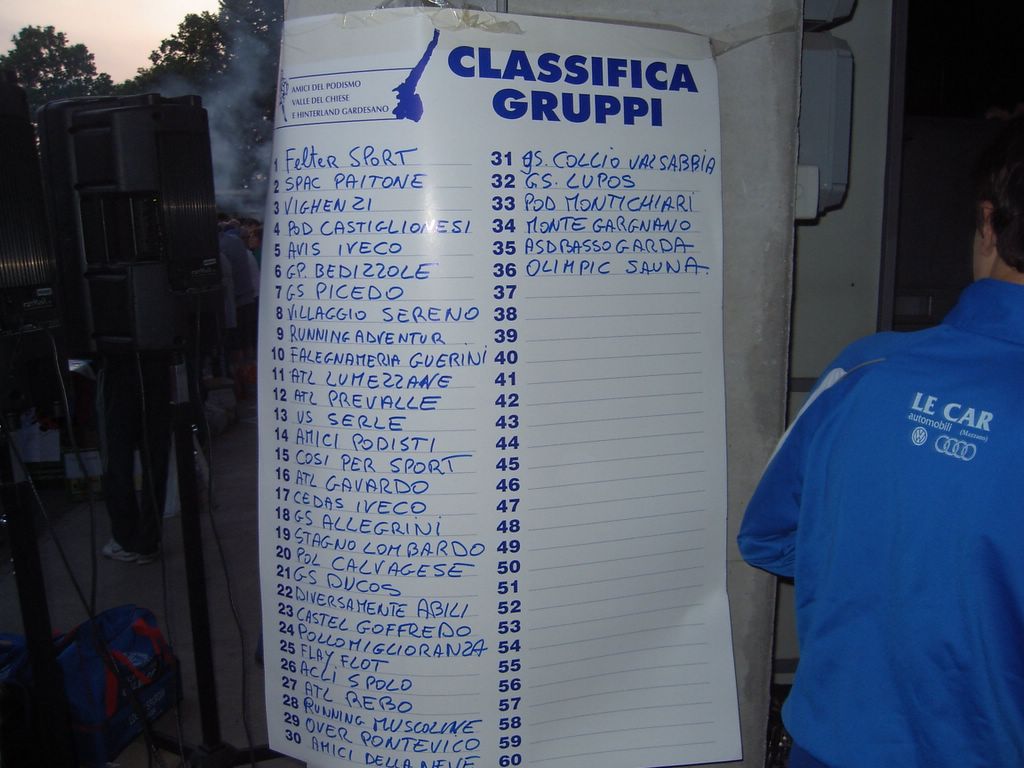 AMICI DEL PODISMO
VALLE DEL CHIESE
E HINTERLAND GARDESANO
CLASSIFICA
GRUPPI
1 Felter SPORT
2 SPAC PAITONE
3 VIGHENZI
4 POD CASTIGLIONESI
5 AVIS IVECO
6 GP. BEDIZZOLE
7 GS PICEDO
8 VILLAGGIO SERENO
9 RUNNING ADVENTUR
10 FALEGNAMERIA GUERINI
11 ATL LUMEZZANE
12 ATL PREVALLE
13 US SERLE
14 AMICI PODISTI
15 COSI PER SPORT
16 ATL GAVARDO
17 CEDAS IVECO
18 GS ALLEGRINI
19 STAGNO LOMBARDO
20 POL CALVAGESE
21 GS DUCOS
22 DIVERSAMENTE ABILI
23 CASTEL GOFFREDO
24 POLLOMIGLIORANZA
25 FLAY FLOT
26 ACLI S POLO
27 ATL REBO
28 RUNNING MUSCOLINE
29 OVER PONTEVICO
30 AMICI DELLA NEVE
31 GS. COLLIO VALSABBIA
32 G.S. LUPOS
33 POD MONTICHIARI
34 MONTE GARGNANO
35 ASD BASSO GARDA
36 OLIMPIC SAUNA
37
38
39
40
41
42
43
44
45
46
47
48
49
50
51
52
53
54
55
56
57
58
59
60
LE CAR
automobili (Mazzano)